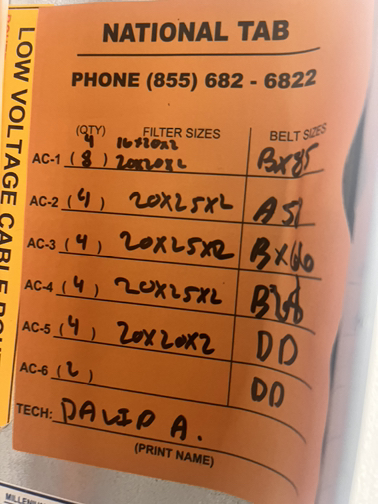 NATIONAL TAB
PHONE (855) 682 - 6822
(QTY) FILTER SIZES BELT SIZES
4 16x20x2
AC-1 (8) 20x20x2 BX85
AC-2 (4) 20x25x2 A51
AC-3 (4) 20x25x2 BX66
AC-4 (4) 20x25x2
AC-5 (4) 20x20x2 DD
AC-6 (2) DD
TECH: DAVID A.
(PRINT NAME)
LOW VOLTAGE CABLE